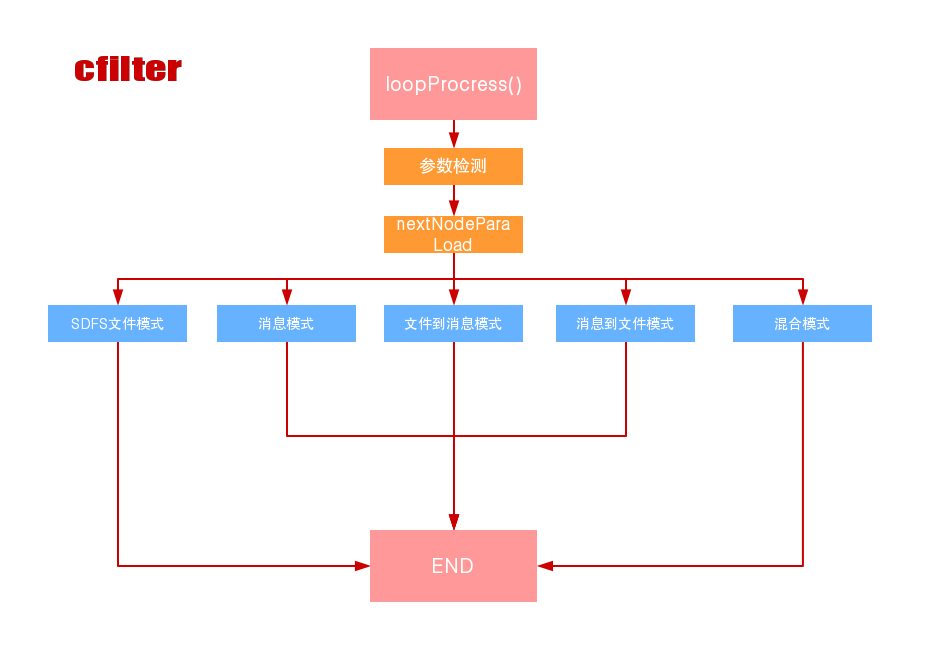 cfilter
loopProcress()
参数检测
nextNodePara
Load
SDFS文件模式
消息模式
文件到消息模式
消息到文件模式
混合模式
END